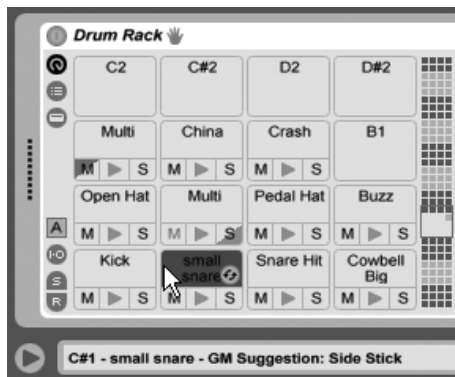 Drum Rack
C2 C#2 D2 D#2
Multi China Crash B1
M S M S M S
Open Hat Multi Pedal Hat Buzz
A M S M S M S M S
I·O Kick small snare Snare Hit Cowbell Big
S
R M S M S M S M S
C#1 - small snare - GM Suggestion: Side Stick